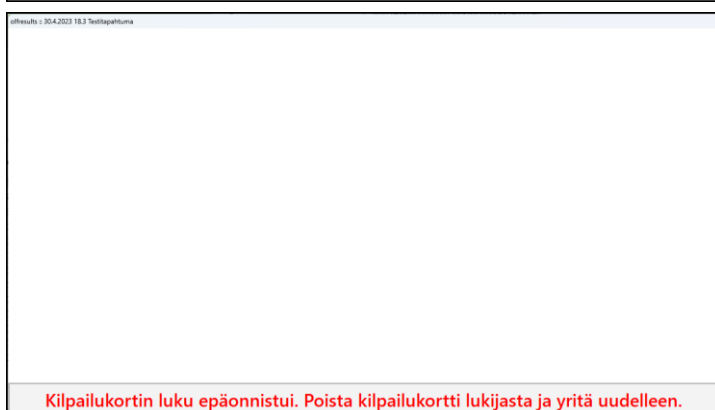 olfresults :: 30.4.2023 18.3 Testitapahtuma
Kilpailukortin luku epäonnistui. Poista kilpailukortti lukijasta ja yritä uudelleen.